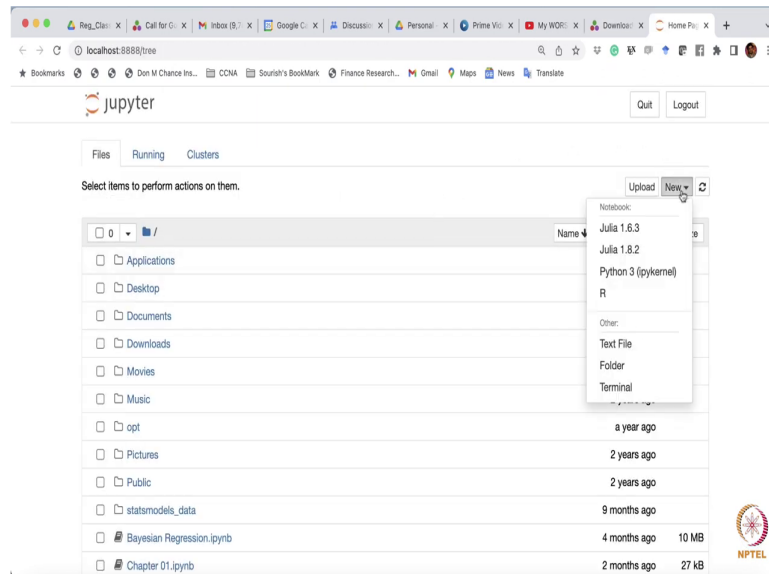 Reg_Class
Call for Go
Inbox (9,7
Google Ca
Discussio
Personal -
Prime Vide
My WORS
Download
Home Pag
localhost:8888/tree
Bookmarks
Don M Chance Ins...
CCNA
Sourish's BookMark
Finance Research...
Gmail
Maps
News
Translate
jupyter
Quit
Logout
Files
Running
Clusters
Select items to perform actions on them.
Upload
New
Notebook:
0
/
Name
Julia 1.6.3
Julia 1.8.2
Applications
Python 3 (ipykernel)
Desktop
R
Documents
Other:
Downloads
Text File
Movies
Folder
Music
Terminal
opt
a year ago
Pictures
2 years ago
Public
2 years ago
statsmodels_data
9 months ago
Bayesian Regression.ipynb
4 months ago
10 MB
Chapter 01.ipynb
2 months ago
27 kB
NPTEL